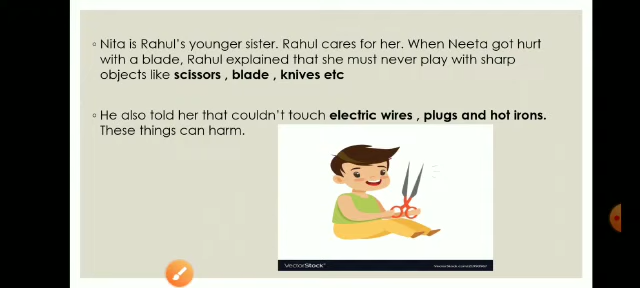 Nita is Rahul's younger sister. Rahul cares for her. When Neeta got hurt
with a blade, Rahul explained that she must never play with sharp
objects like scissors , blade , knives etc
He also told her that couldn't touch electric wires , plugs and hot irons.
These things can harm.
VectorStock